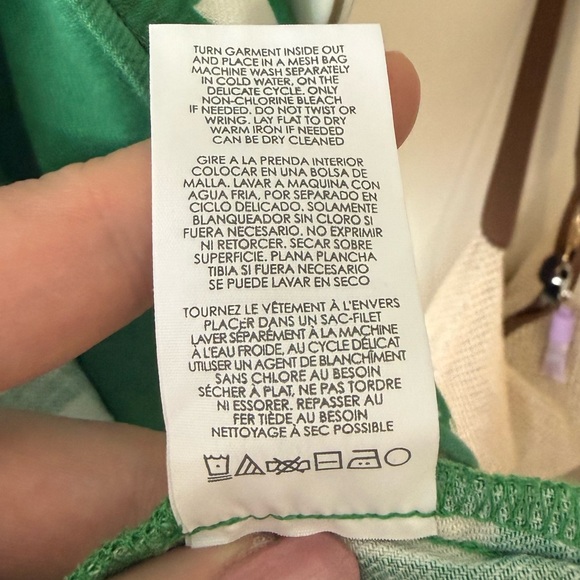 TURN GARMENT INSIDE OUT
AND PLACE IN A MESH BAG
MACHINE WASH SEPARATELY
IN COLD WATER, ON THE
DELICATE CYCLE. ONLY
NON-CHLORINE BLEACH
IF NEEDED. DO NOT TWIST OR
WRING. LAY FLAT TO DRY
WARM IRON IF NEEDED
CAN BE DRY CLEANED
GIRE A LA PRENDA INTERIOR
COLOCAR EN UNA BOLSA DE
MALLA. LAVAR A MAQUINA CON
AGUA FRIA, POR SEPARADO EN
CICLO DELICADO. SOLAMENTE
BLANQUEADOR SIN CLORO SI
FUERA NECESARIO. NO EXPRIMIR
NI RETORCER. SECAR SOBRE
SUPERFICIE. PLANA PLANCHA
TIBIA SI FUERA NECESARIO
SE PUEDE LAVAR EN SECO
TOURNEZ LE VÊTEMENT À L'ENVERS
PLACER DANS UN SAC-FILET
LAVER SÉPARÉMENT À LA MACHINE
À L'EAU FROIDE, AU CYCLE DÉLICAT
UTILISER UN AGENT DE BLANCHÎMENT
SANS CHLORE AU BESOIN
SÉCHER À PLAT, NE PAS TORDRE
NI ESSORER. REPASSER AU
FER TIÈDE AU BESOIN
NETTOYAGE À SEC POSSIBLE